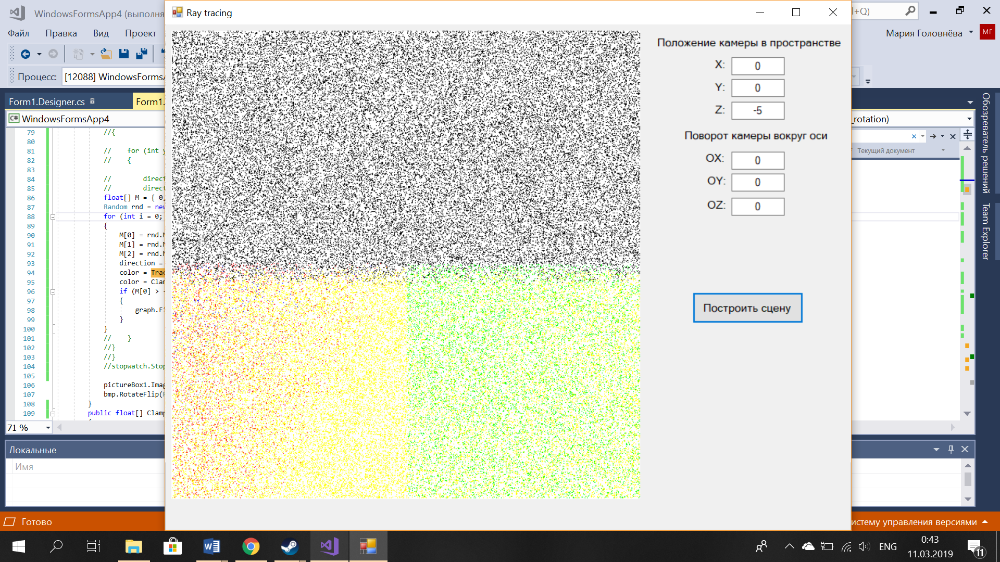 WindowsFormsApp4 (выполня
Ray tracing
l+Q)
Файл Правка Вид Проект
Мария Головнёва МГ
Процесс: [12088] WindowsForms
Form1.Designer.cs Form1.
WindowsFormsApp4
_rotation)
Текущий документ
79 //{
80
81 // for (int y
82 // {
83
84 // direct
85 // direct
86 float[] M = { 0,
87 Random rnd = new
88 for (int i = 0;
89 {
90 M[0] = rnd.
91 M[1] = rnd.
92 M[2] = rnd.
93 direction =
94 color = Trac
95 color = Clam
96 if (M[0] > -
97 {
98 graph.Fi
99 }
100 }
101 // }
102 //}
103 //}
104 //stopwatch.Stop
105
106 pictureBox1.Imag
107 bmp.RotateFlip(
108 }
109 public float[] Clamp
71 %
Локальные
Имя
Положение камеры в пространстве
X: 0
Y: 0
Z: -5
Поворот камеры вокруг оси
OX: 0
OY: 0
OZ: 0
Построить сцену
Обозреватель решений
Team Explorer
Готово
истему управления версиями
ENG
0:43
11.03.2019
11